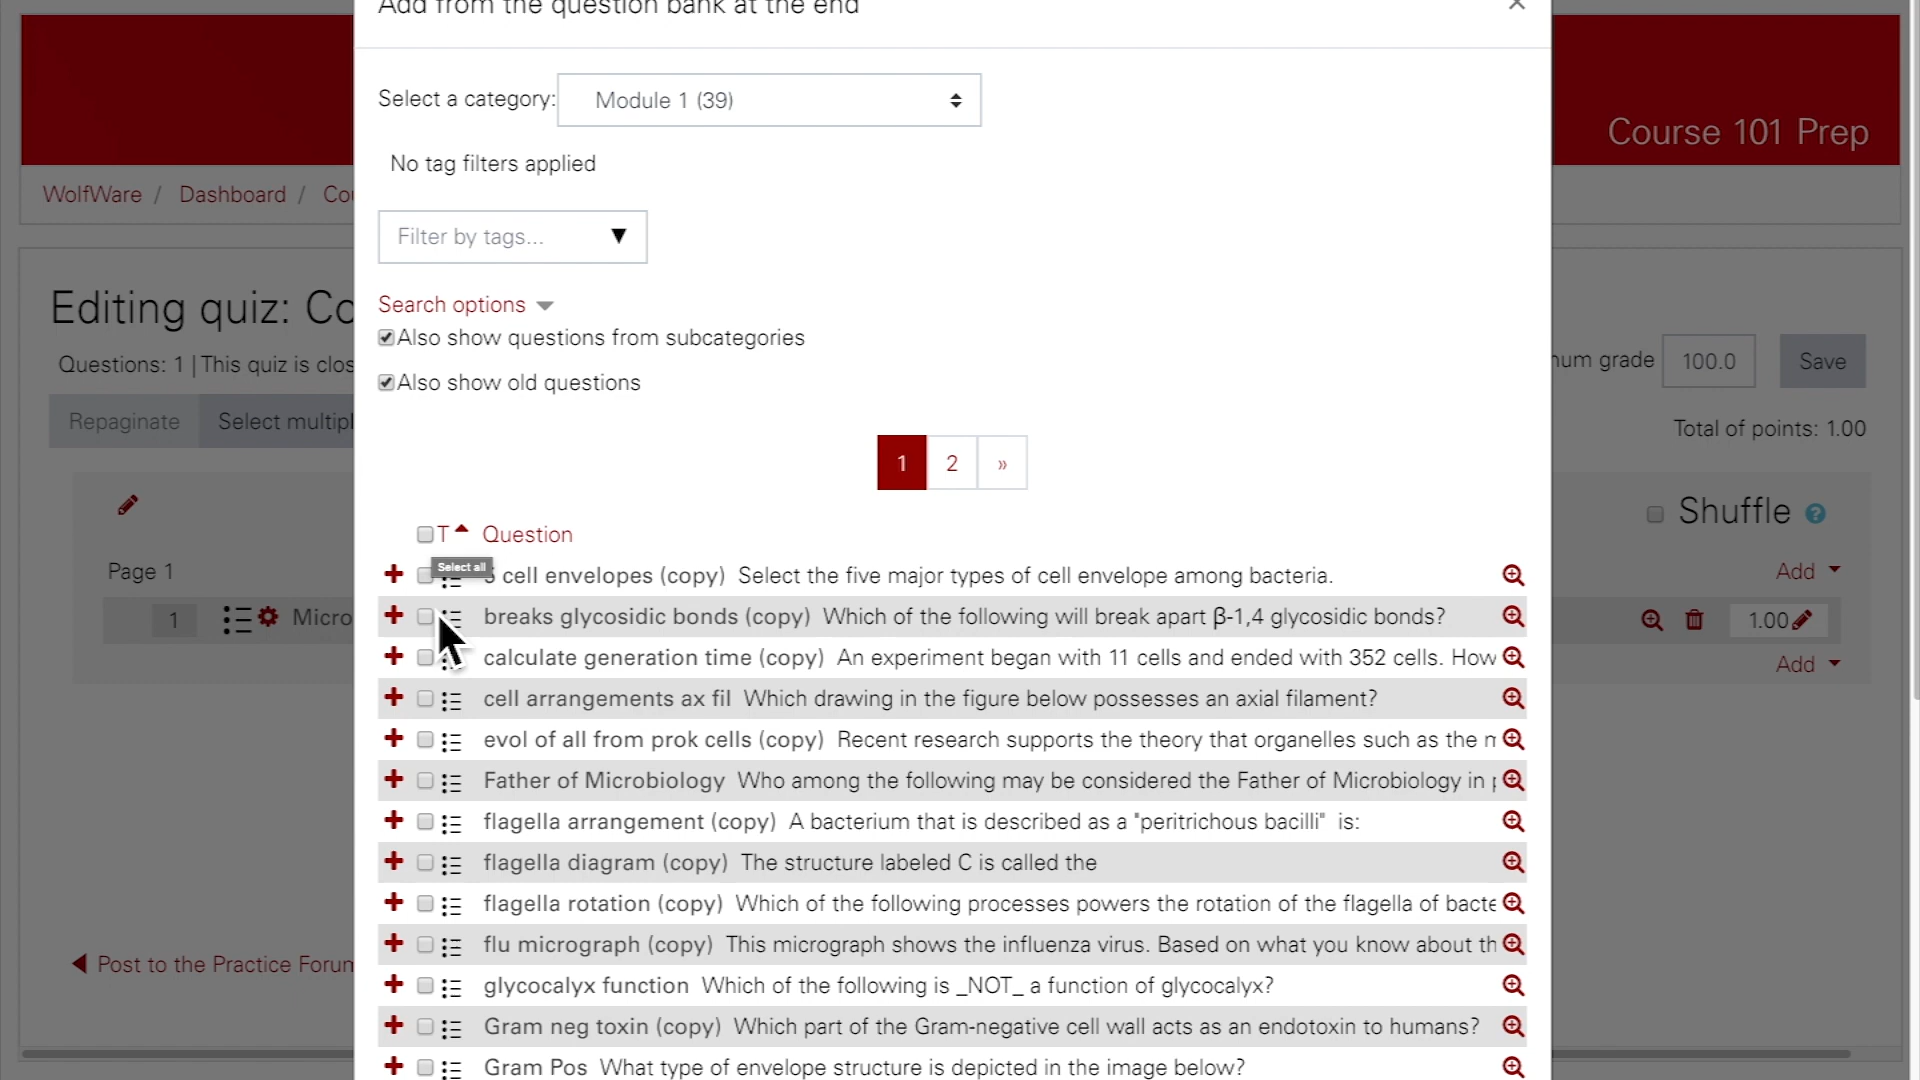 Add from the question bank at the end ×
Select a category: Module 1 (39)
Course 101 Prep
No tag filters applied
WolfWare / Dashboard / Cou
Filter by tags... ▼
Search options
Editing quiz: Co
Also show questions from subcategories
Questions: 1 | This quiz is clos
num grade 100.0 Save
Also show old questions
Repaginate Select multipl
Total of points: 1.00
1 2 »
Shuffle ?
T Question
Select all
Page 1
Add
cell envelopes (copy) Select the five major types of cell envelope among bacteria.
1 Micro
breaks glycosidic bonds (copy) Which of the following will break apart β-1,4 glycosidic bonds?
1.00
calculate generation time (copy) An experiment began with 11 cells and ended with 352 cells. How
Add
cell arrangements ax fil Which drawing in the figure below possesses an axial filament?
evol of all from prok cells (copy) Recent research supports the theory that organelles such as the m
Father of Microbiology Who among the following may be considered the Father of Microbiology in p
flagella arrangement (copy) A bacterium that is described as a "peritrichous bacilli" is:
flagella diagram (copy) The structure labeled C is called the
flagella rotation (copy) Which of the following processes powers the rotation of the flagella of bacte
flu micrograph (copy) This micrograph shows the influenza virus. Based on what you know about th
Post to the Practice Forum
glycocalyx function Which of the following is _NOT_ a function of glycocalyx?
Gram neg toxin (copy) Which part of the Gram-negative cell wall acts as an endotoxin to humans?
Gram Pos What type of envelope structure is depicted in the image below?